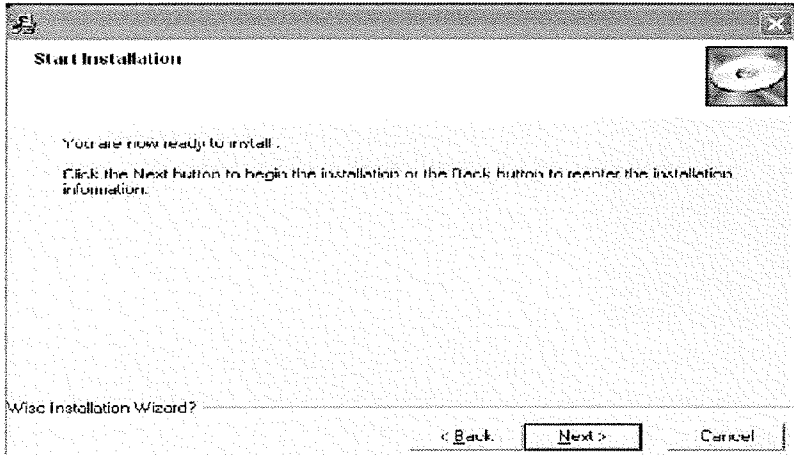 Start Installation
You are now ready to install .
Click the Next button to begin the installation or the Back button to reenter the installation
information.
Wise Installation Wizard?
< Back
Next >
Cancel